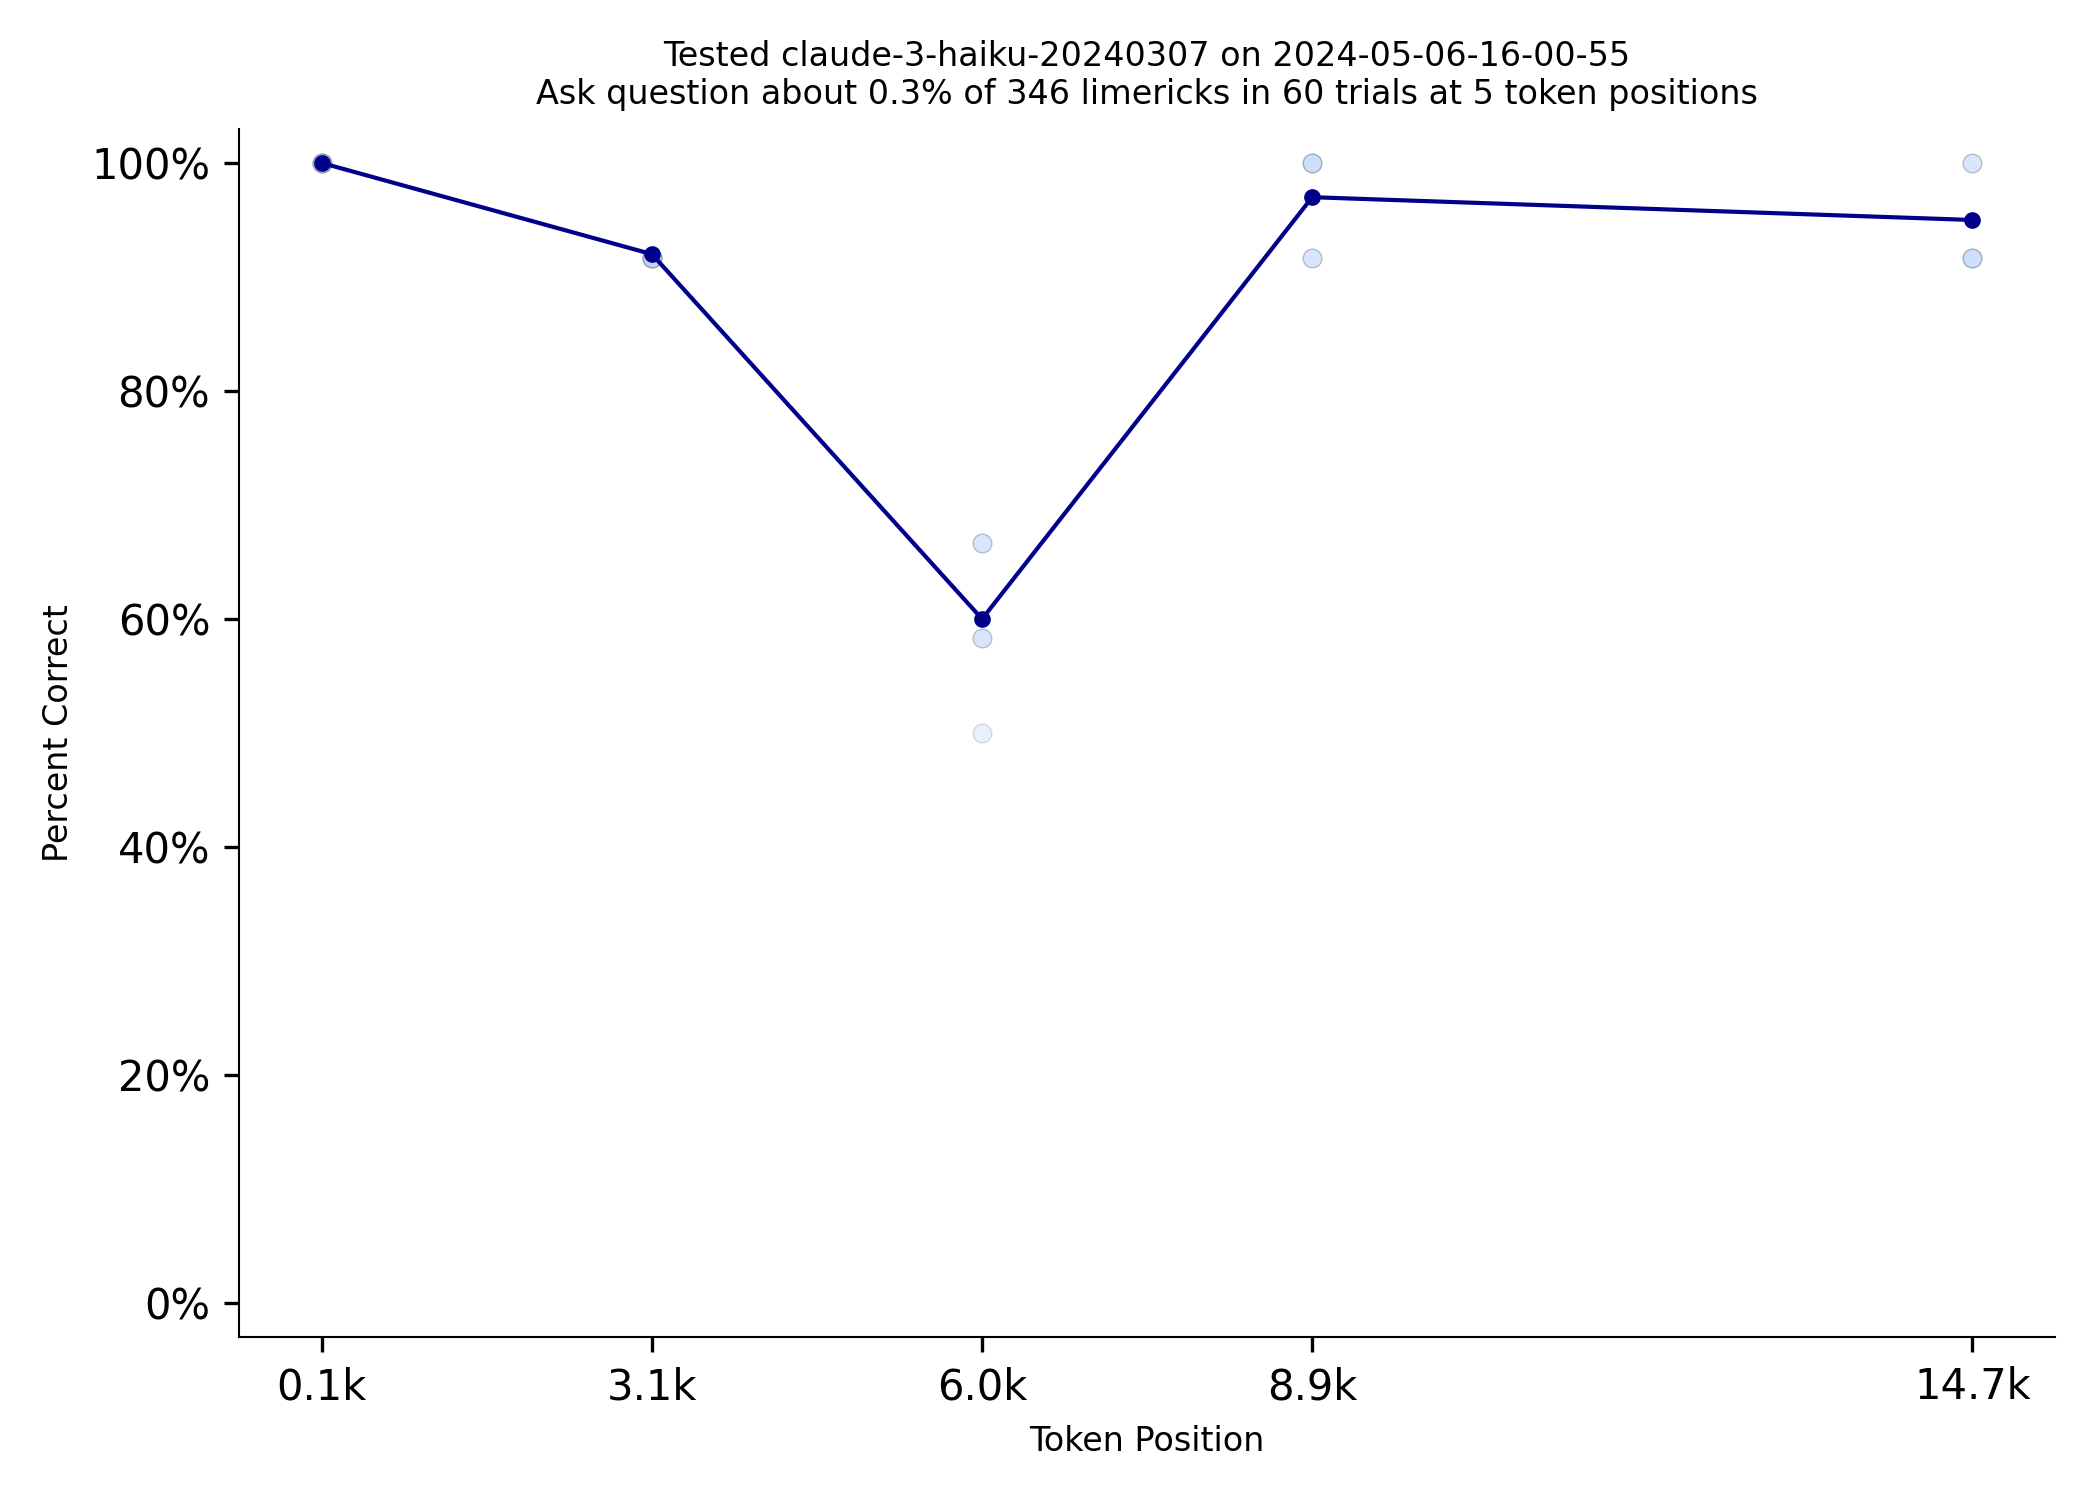 Tested claude-3-haiku-20240307 on 2024-05-06-16-00-55
Ask question about 0.3% of 346 limericks in 60 trials at 5 token positions
100%
80%
60%
40%
20%
0%
Percent Correct
0.1k 3.1k 6.0k 8.9k 14.7k
Token Position